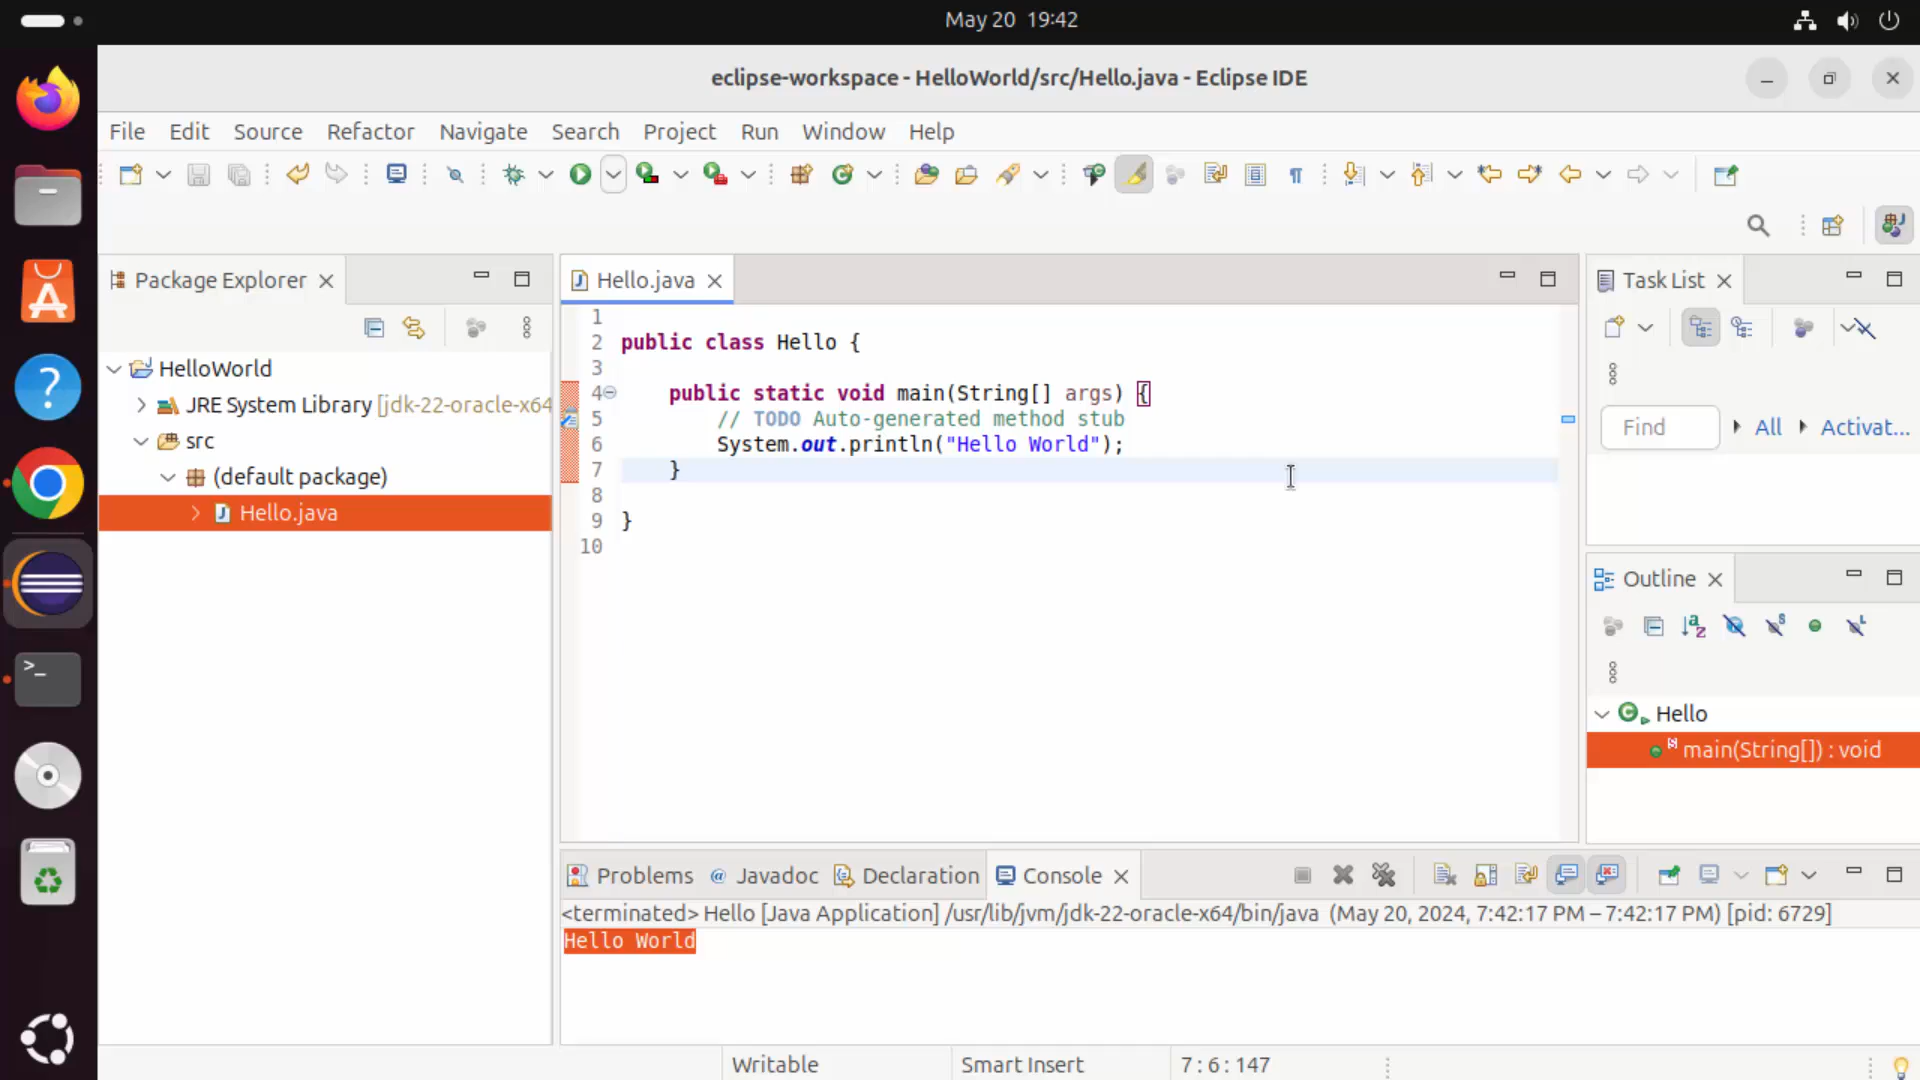 May 20 19:42
eclipse-workspace - HelloWorld/src/Hello.java - Eclipse IDE
File Edit Source Refactor Navigate Search Project Run Window Help
Package Explorer
Hello.java
Task List
HelloWorld
JRE System Library [jdk-22-oracle-x64
src
(default package)
Hello.java
1
2 public class Hello {
3
4 public static void main(String[] args) {
5 // TODO Auto-generated method stub
6 System.out.println("Hello World");
7 }
8
9 }
10
Find All Activat...
Outline
Hello
main(String[]) : void
Problems @ Javadoc Declaration Console
<terminated> Hello [Java Application] /usr/lib/jvm/jdk-22-oracle-x64/bin/java (May 20, 2024, 7:42:17 PM – 7:42:17 PM) [pid: 6729]
Hello World
Writable Smart Insert 7 : 6 : 147